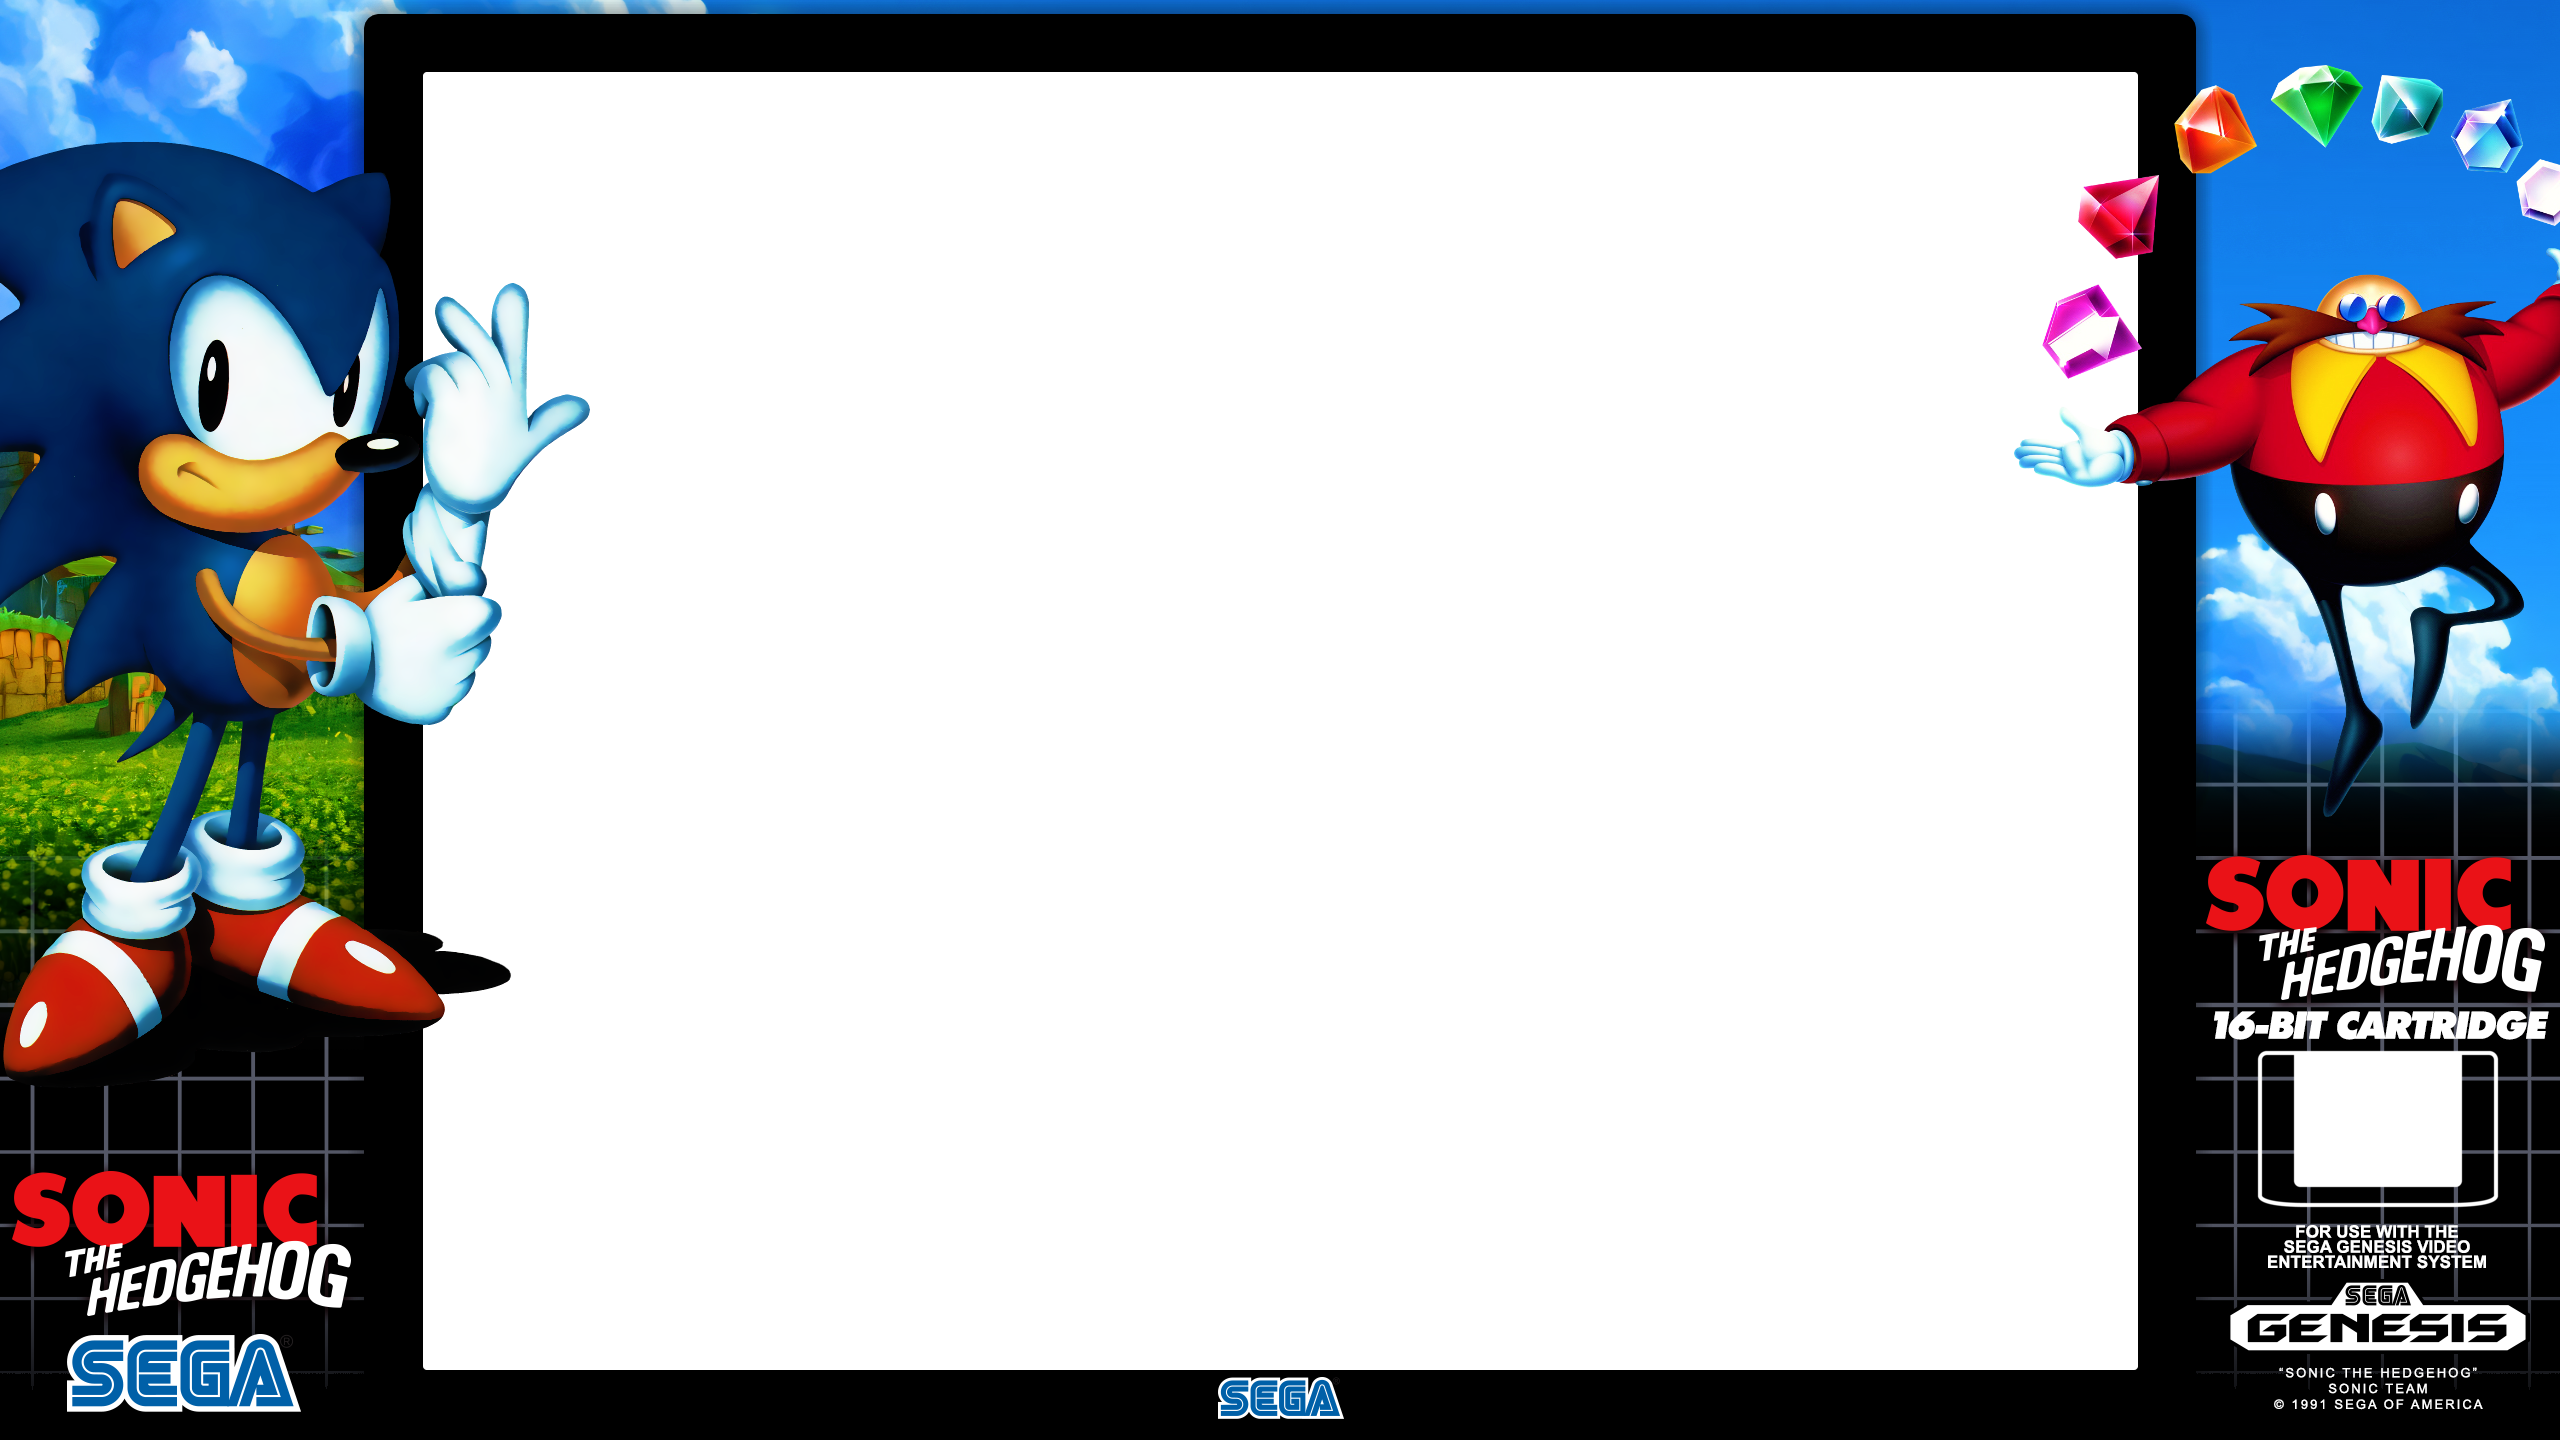 SONIC
THE
HEDGEHOG
SEGA®
SEGA
SONIC
THE
HEDGEHOG
16-BIT CARTRIDGE
FOR USE WITH THE
SEGA GENESIS VIDEO
ENTERTAINMENT SYSTEM
SEGA
GENESIS
“SONIC THE HEDGEHOG”
SONIC TEAM
© 1991 SEGA OF AMERICA